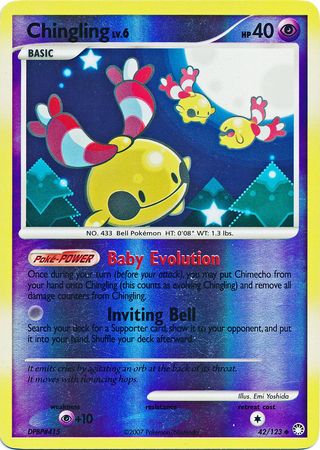 Chingling LV.6 HP 40
BASIC
NO. 433 Bell Pokémon HT: 0'08" WT: 1.3 lbs.
Poké-POWER Baby Evolution
Once during your turn (before your attack), you may put Chimecho from
your hand onto Chingling (this counts as evolving Chingling) and remove all
damage counters from Chingling.
Inviting Bell
Search your deck for a Supporter card, show it to your opponent, and put
it into your hand. Shuffle your deck afterward.
It emits cries by agitating an orb at the back of its throat.
It moves with flouncing hops.
weakness resistance retreat cost
+10
Illus. Emi Yoshida
DPBP#415 ©2007 Pokémon/Nintendo 42/123